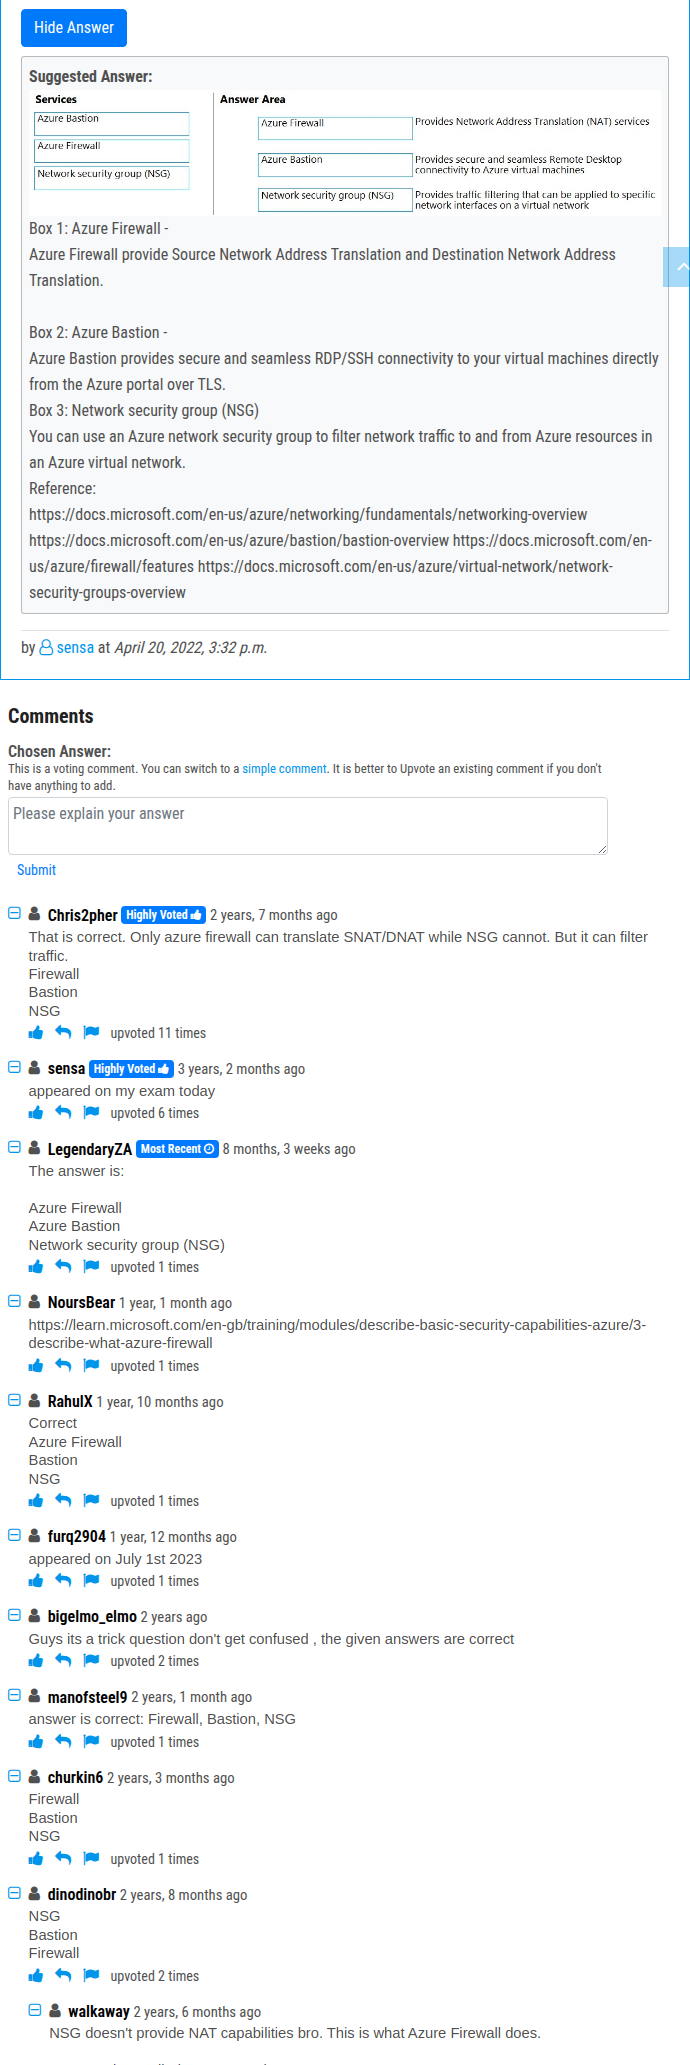 Hide Answer
Suggested Answer:
Services
Answer Area
Azure Bastion
Azure Firewall
Network security group (NSG)
Azure Firewall
Provides Network Address Translation (NAT) services
Azure Bastion
Provides secure and seamless Remote Desktop
connectivity to Azure virtual machines
Network security group (NSG)
Provides traffic filtering that can be applied to specific
network interfaces on a virtual network
Box 1: Azure Firewall -
Azure Firewall provide Source Network Address Translation and Destination Network Address
Translation.
Box 2: Azure Bastion -
Azure Bastion provides secure and seamless RDP/SSH connectivity to your virtual machines directly
from the Azure portal over TLS.
Box 3: Network security group (NSG)
You can use an Azure network security group to filter network traffic to and from Azure resources in
an Azure virtual network.
Reference:
https://docs.microsoft.com/en-us/azure/networking/fundamentals/networking-overview
https://docs.microsoft.com/en-us/azure/bastion/bastion-overview https://docs.microsoft.com/en-
us/azure/firewall/features https://docs.microsoft.com/en-us/azure/virtual-network/network-
security-groups-overview
by sensa at April 20, 2022, 3:32 p.m.
Comments
Chosen Answer:
This is a voting comment. You can switch to a simple comment. It is better to Upvote an existing comment if you don't
have anything to add.
Please explain your answer
Submit
Chris2pher Highly Voted 2 years, 7 months ago
That is correct. Only azure firewall can translate SNAT/DNAT while NSG cannot. But it can filter
traffic.
Firewall
Bastion
NSG
upvoted 11 times
sensa Highly Voted 3 years, 2 months ago
appeared on my exam today
upvoted 6 times
LegendaryZA Most Recent 8 months, 3 weeks ago
The answer is:
Azure Firewall
Azure Bastion
Network security group (NSG)
upvoted 1 times
NoursBear 1 year, 1 month ago
https://learn.microsoft.com/en-gb/training/modules/describe-basic-security-capabilities-azure/3-
describe-what-azure-firewall
upvoted 1 times
RahulX 1 year, 10 months ago
Correct
Azure Firewall
Bastion
NSG
upvoted 1 times
furq2904 1 year, 12 months ago
appeared on July 1st 2023
upvoted 1 times
bigelmo_elmo 2 years ago
Guys its a trick question don't get confused , the given answers are correct
upvoted 2 times
manofsteel9 2 years, 1 month ago
answer is correct: Firewall, Bastion, NSG
upvoted 1 times
churkin6 2 years, 3 months ago
Firewall
Bastion
NSG
upvoted 1 times
dinodinobr 2 years, 8 months ago
NSG
Bastion
Firewall
upvoted 2 times
walkaway 2 years, 6 months ago
NSG doesn't provide NAT capabilities bro. This is what Azure Firewall does.